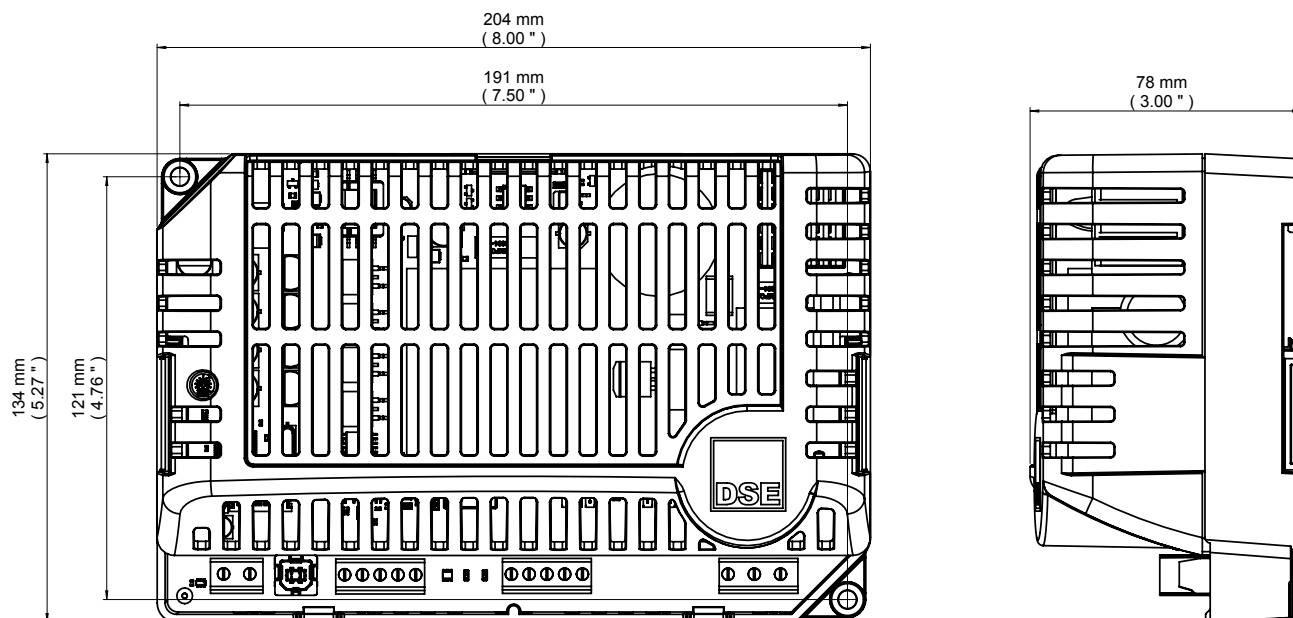 204 mm
( 8.00 " )
191 mm
( 7.50 " )
78 mm
( 3.00 " )
134 mm
( 5.27 " )
121 mm
( 4.76 " )
DSE